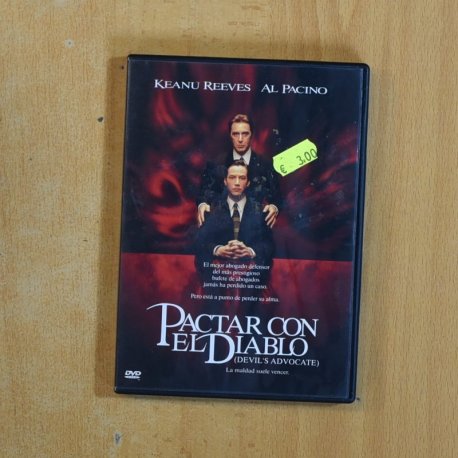 KEANU REEVES AL PACINO
€ 3.00
El mejor abogado defensor
del más prestigioso
bufete de abogados
jamás ha perdido un caso.
Pero está a punto de perder su alma.
PACTAR CON
EL DIABLO
(DEVIL'S ADVOCATE)
La maldad suele vencer.
DVD